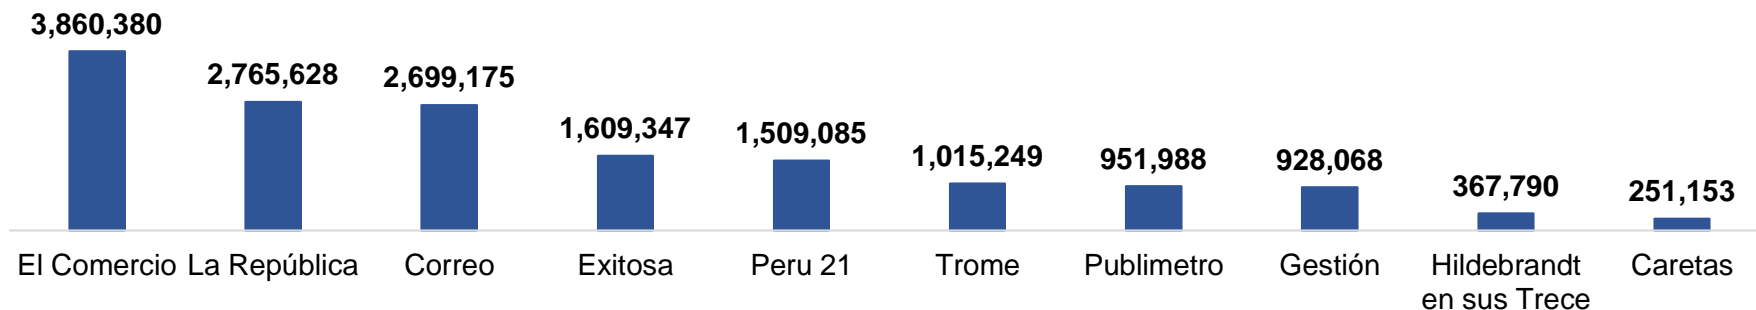 3,860,380
2,765,628
2,699,175
1,609,347
1,509,085
1,015,249
951,988
928,068
367,790
251,153
El Comercio
La República
Correo
Exitosa
Peru 21
Trome
Publimetro
Gestión
Hildebrandt
en sus Trece
Caretas